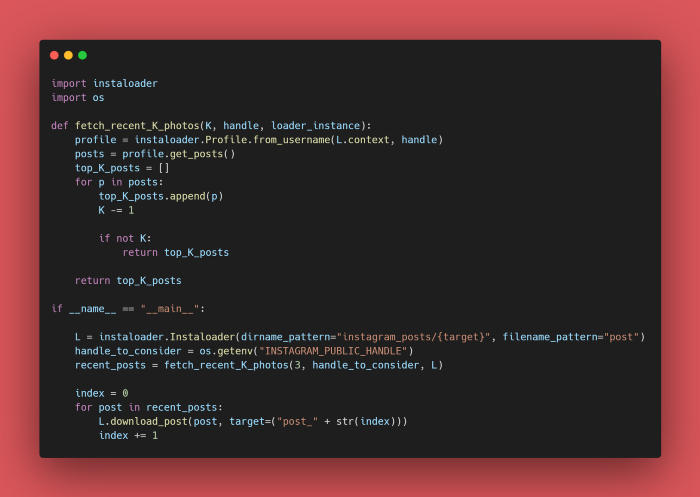 import instaloader
import os

def fetch_recent_K_photos(K, handle, loader_instance):
    profile = instaloader.Profile.from_username(L.context, handle)
    posts = profile.get_posts()
    top_K_posts = []
    for p in posts:
        top_K_posts.append(p)
        K -= 1

        if not K:
            return top_K_posts

    return top_K_posts

if __name__ == "__main__":

    L = instaloader.Instaloader(dirname_pattern="instagram_posts/{target}", filename_pattern="post")
    handle_to_consider = os.getenv("INSTAGRAM_PUBLIC_HANDLE")
    recent_posts = fetch_recent_K_photos(3, handle_to_consider, L)

    index = 0
    for post in recent_posts:
        L.download_post(post, target=("post_" + str(index)))
        index += 1